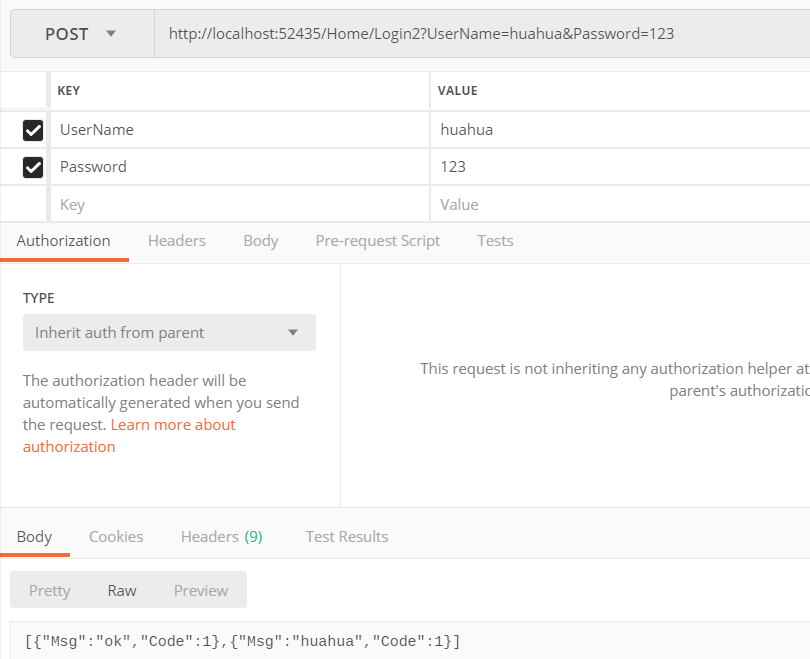 POST http://localhost:52435/Home/Login2?UserName=huahua&Password=123
KEY VALUE
UserName huahua
Password 123
Key Value
Authorization Headers Body Pre-request Script Tests
TYPE
Inherit auth from parent
The authorization header will be
automatically generated when you send
the request. Learn more about
authorization
This request is not inheriting any authorization helper at
parent's authorizatio
Body Cookies Headers (9) Test Results
Pretty Raw Preview
[{"Msg":"ok","Code":1},{"Msg":"huahua","Code":1}]